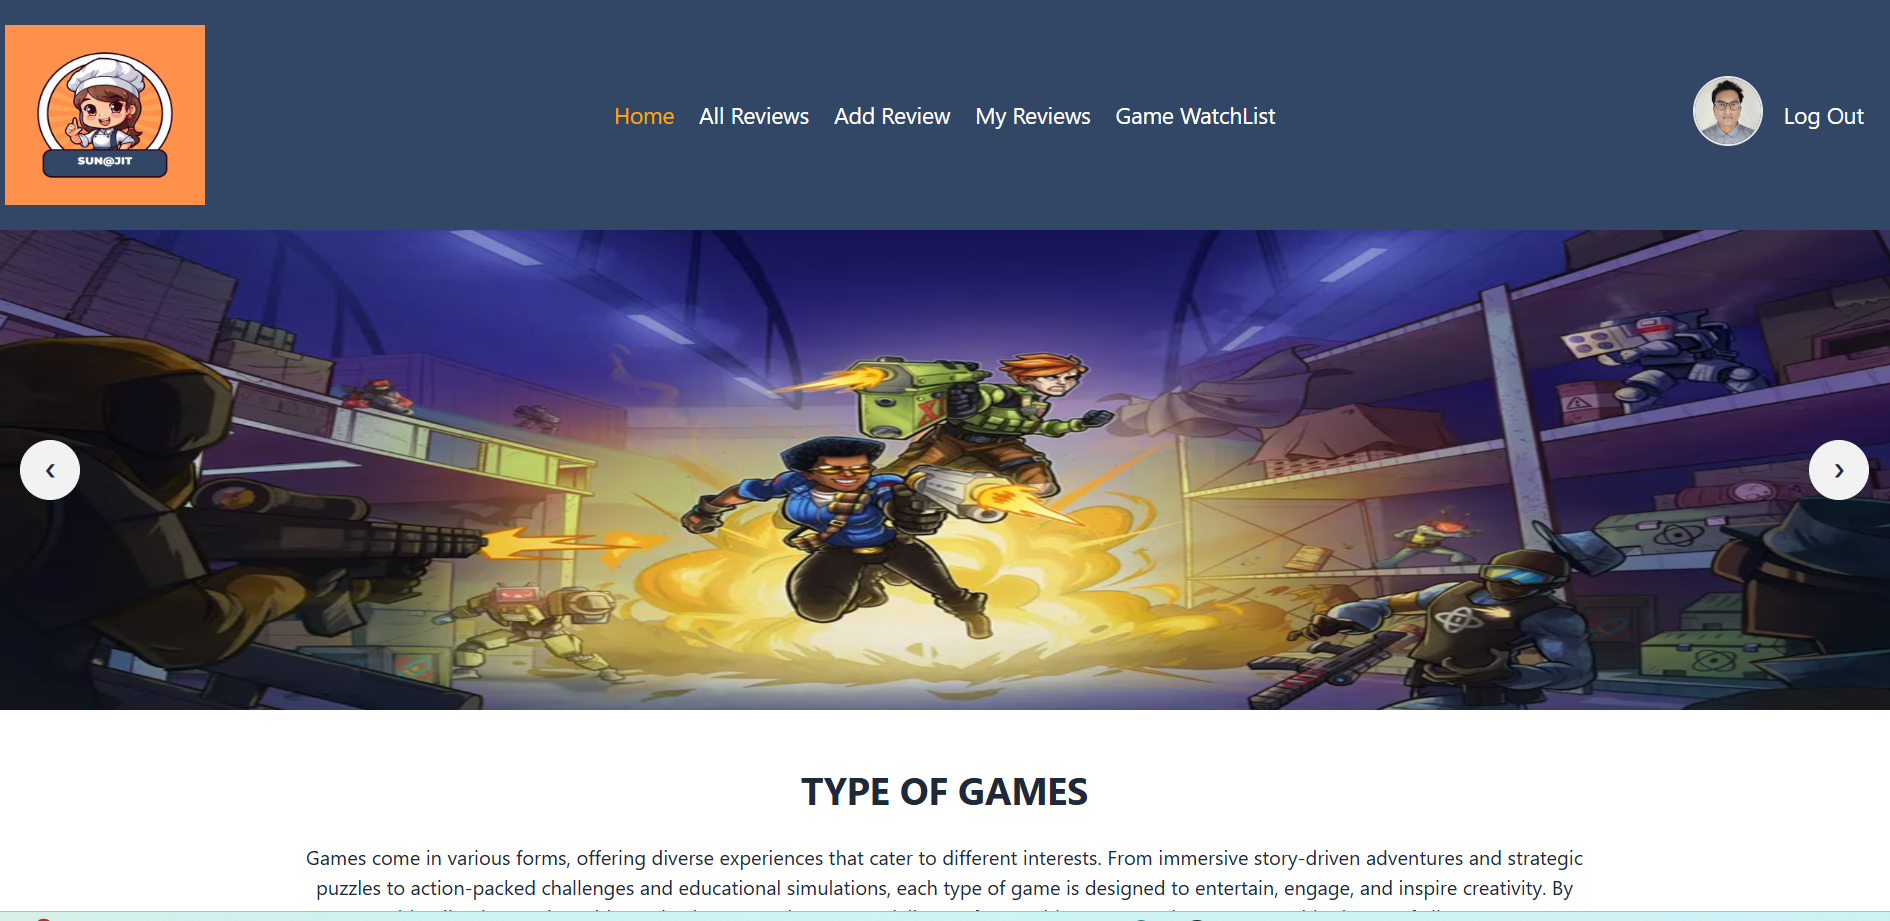 SUN@JIT
Home All Reviews Add Review My Reviews Game WatchList
Log Out
TYPE OF GAMES
Games come in various forms, offering diverse experiences that cater to different interests. From immersive story-driven adventures and strategic
puzzles to action-packed challenges and educational simulations, each type of game is designed to entertain, engage, and inspire creativity. By